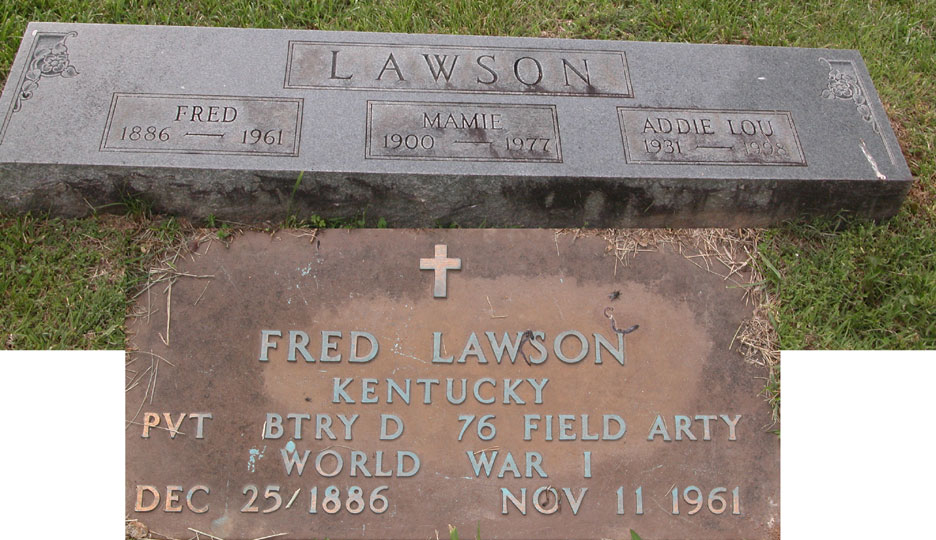 LAWSON
FRED
1886 — 1961
MAMIE
1900 — 1977
ADDIE LOU
1931 —
FRED LAWSON
KENTUCKY
PVT BTRY D 76 FIELD ARTY
WORLD WAR I
DEC 25/1886 NOV 11 1961